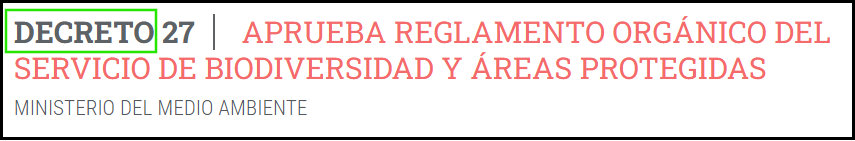 DECRETO 27 | APRUEBA REGLAMENTO ORGÁNICO DEL
SERVICIO DE BIODIVERSIDAD Y ÁREAS PROTEGIDAS
MINISTERIO DEL MEDIO AMBIENTE